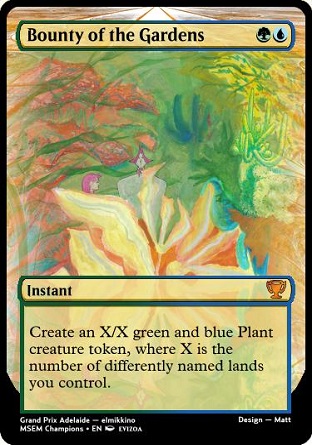 Bounty of the Gardens
Instant
Create an X/X green and blue Plant
creature token, where X is the
number of differently named lands
you control.
Grand Prix Adelaide — elmikkino
Design — Matt
MSEM Champions • EN EYIZOA